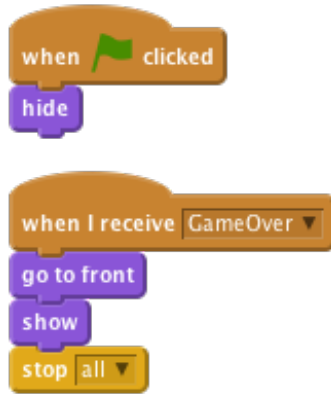 when clicked
hide
when I receive GameOver
go to front
show
stop all